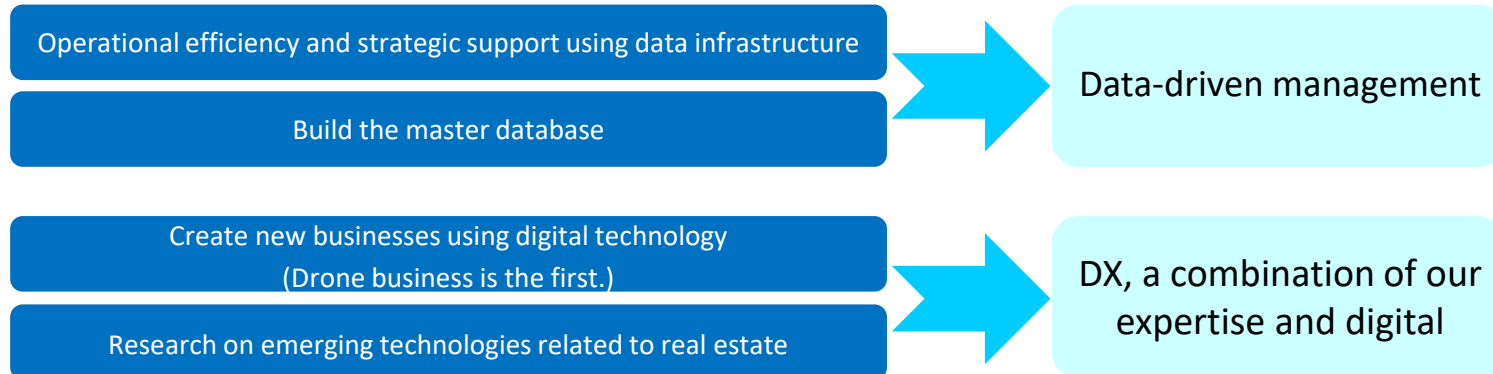 Operational efficiency and strategic support using data infrastructure
Build the master database
Data-driven management
Create new businesses using digital technology
(Drone business is the first.)
Research on emerging technologies related to real estate
DX, a combination of our
expertise and digital